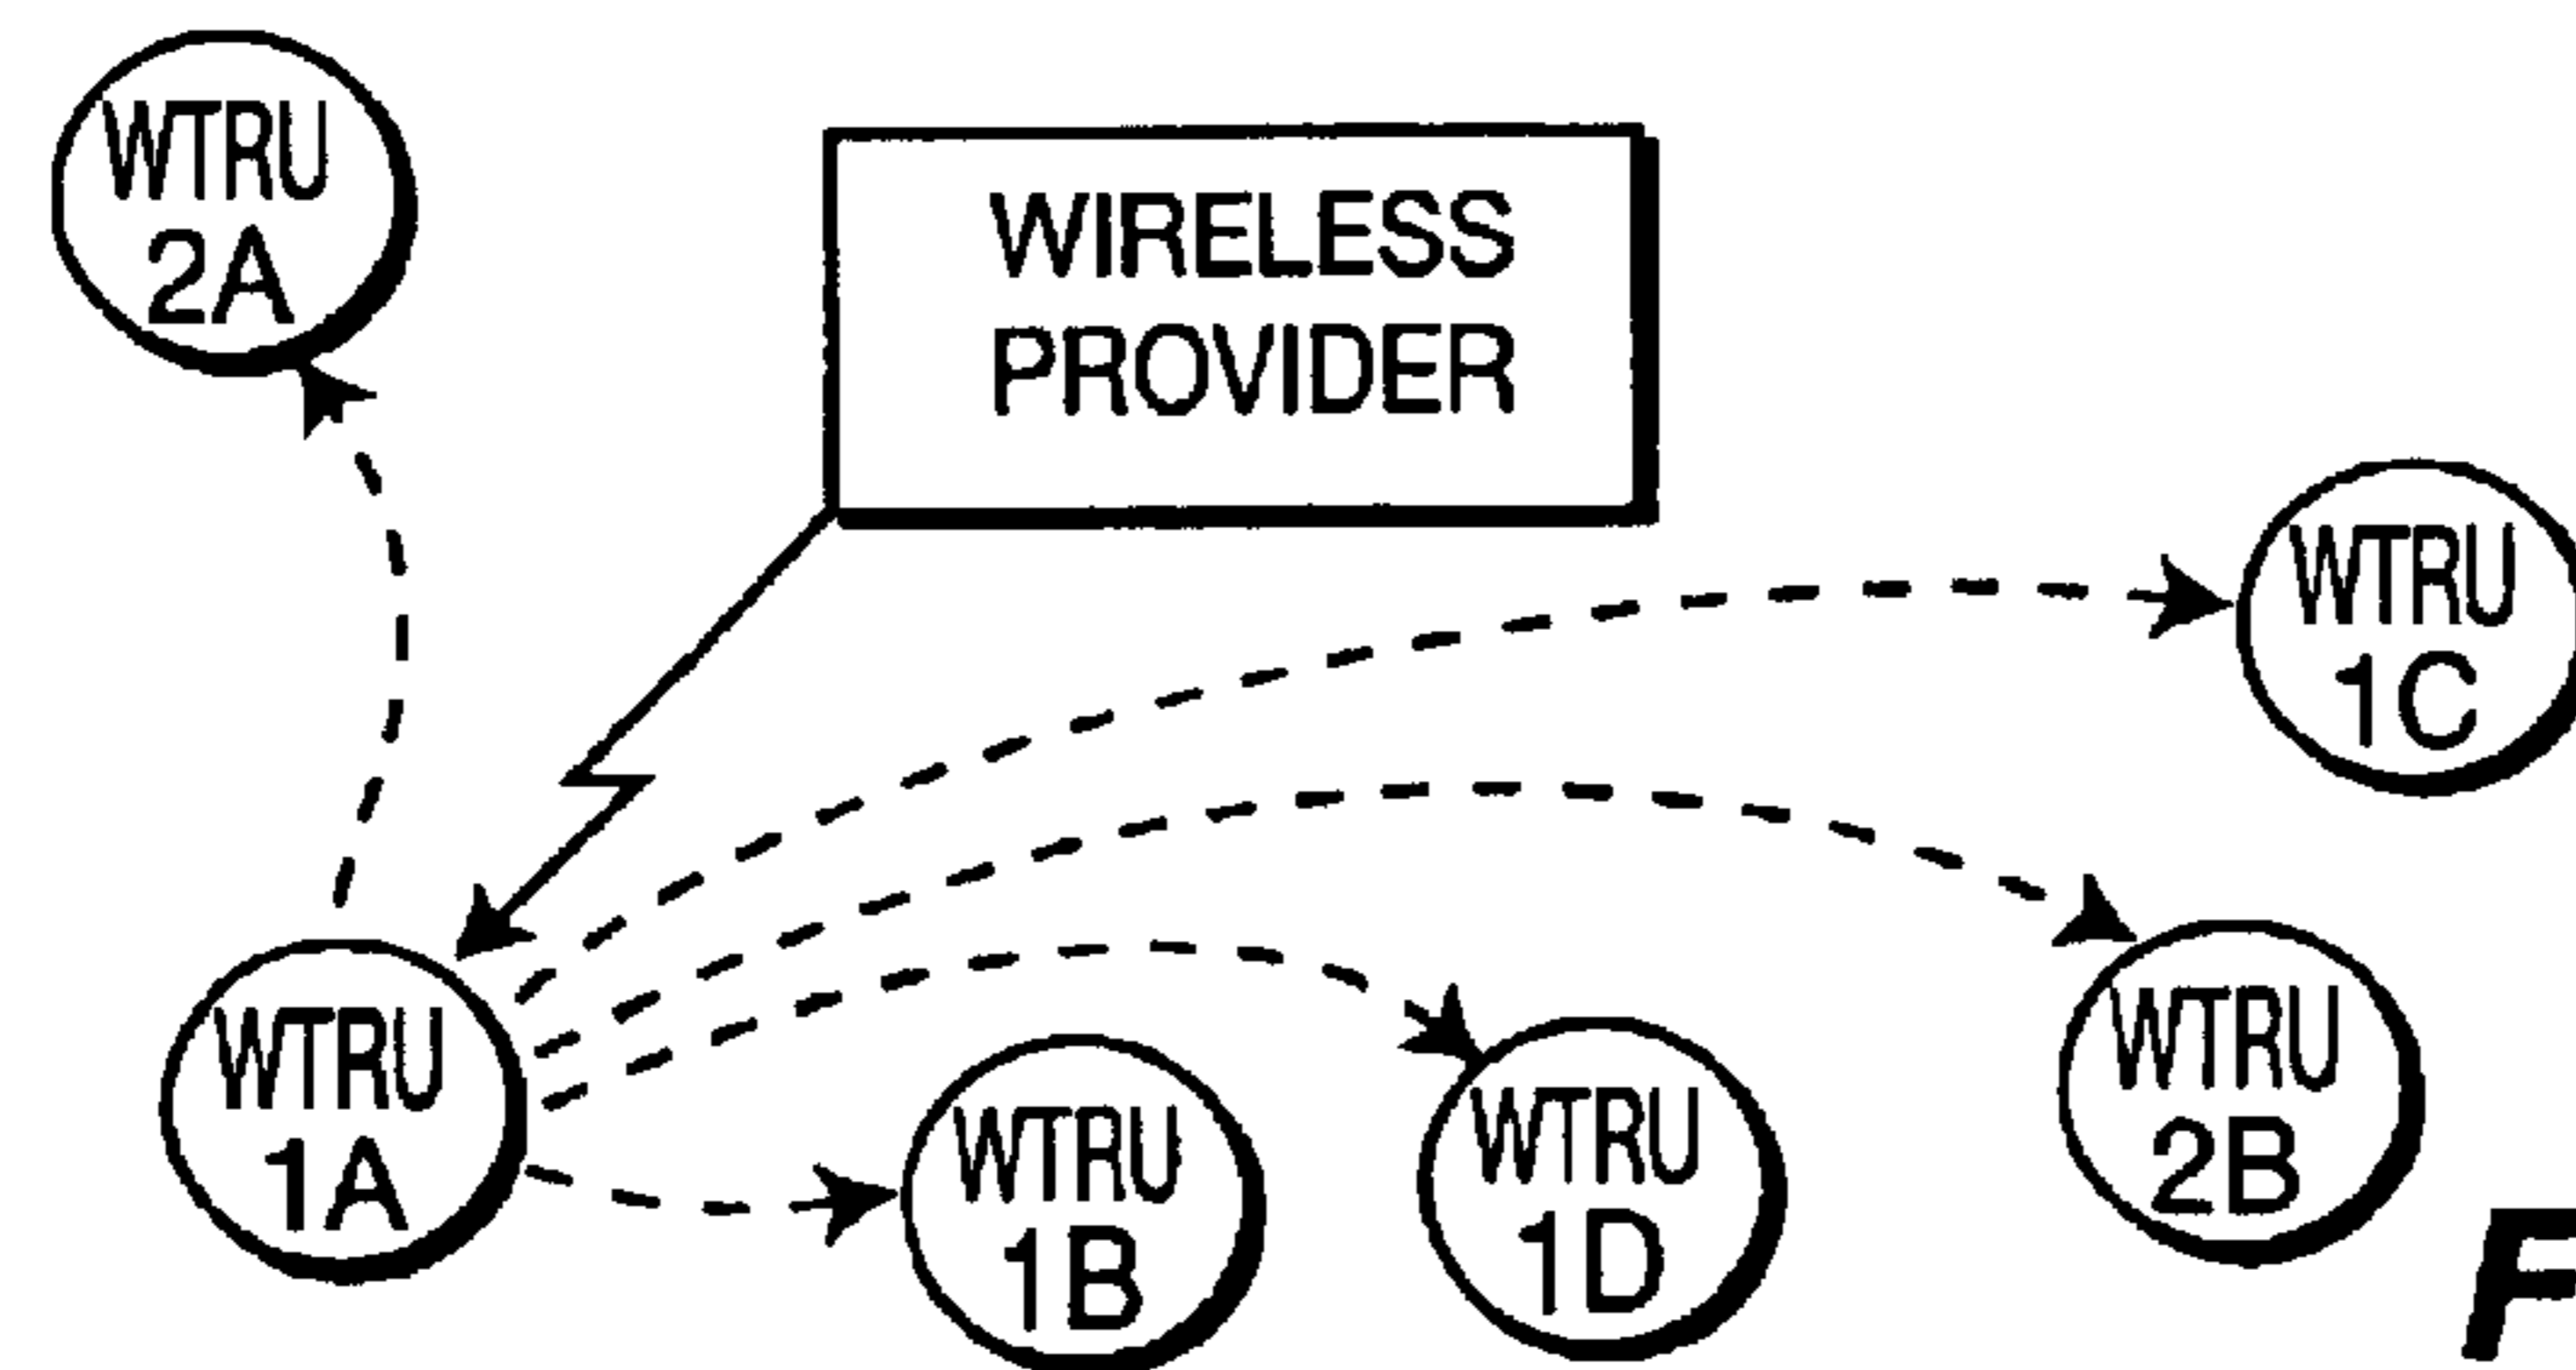 WTRU
2A
WIRELESS
PROVIDER
WTRU
1C
WTRU
1A
WTRU
1B
WTRU
1D
WTRU
2B
F